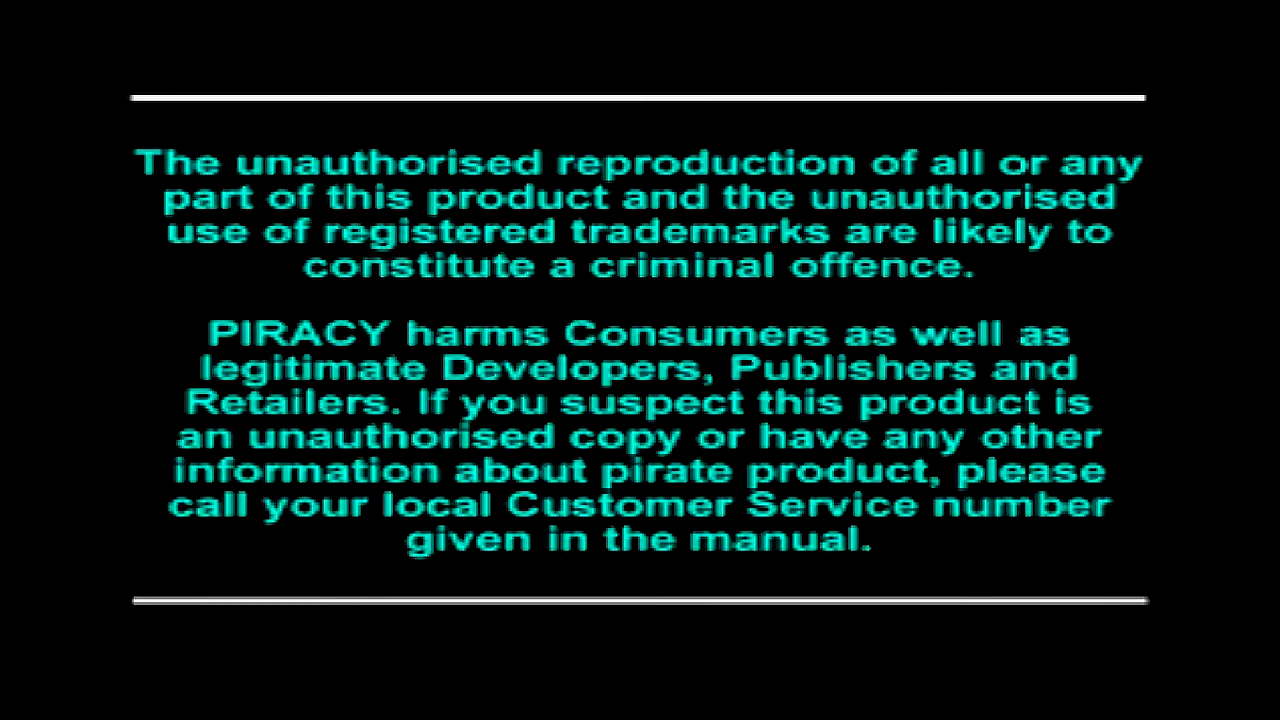 The unauthorised reproduction of all or any
part of this product and the unauthorised
use of registered trademarks are likely to
constitute a criminal offence.
PIRACY harms Consumers as well as
legitimate Developers, Publishers and
Retailers. If you suspect this product is
an unauthorised copy or have any other
information about pirate product, please
call your local Customer Service number
given in the manual.